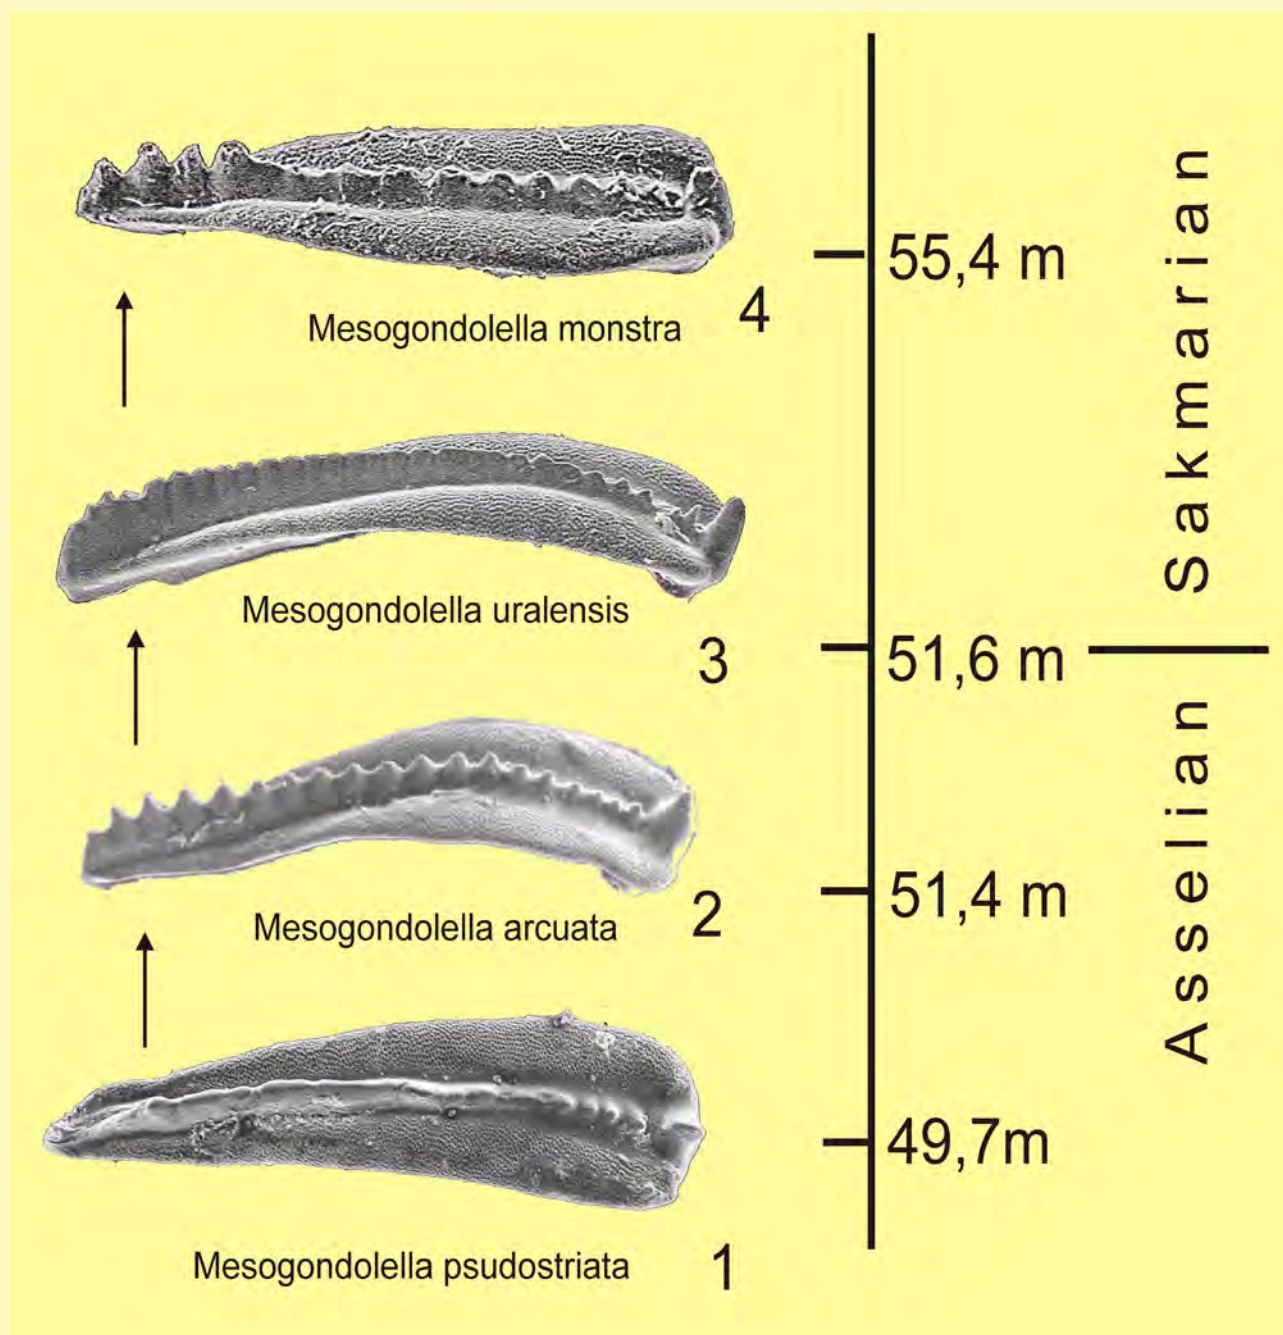 55,4 m
Mesogondolella monstra
4
Sakmarian
Mesogondolella uralensis
3
51,6 m
Mesogondolella arcuata
2
51,4 m
Asselian
49,7m
Mesogondolella psudostriata
1